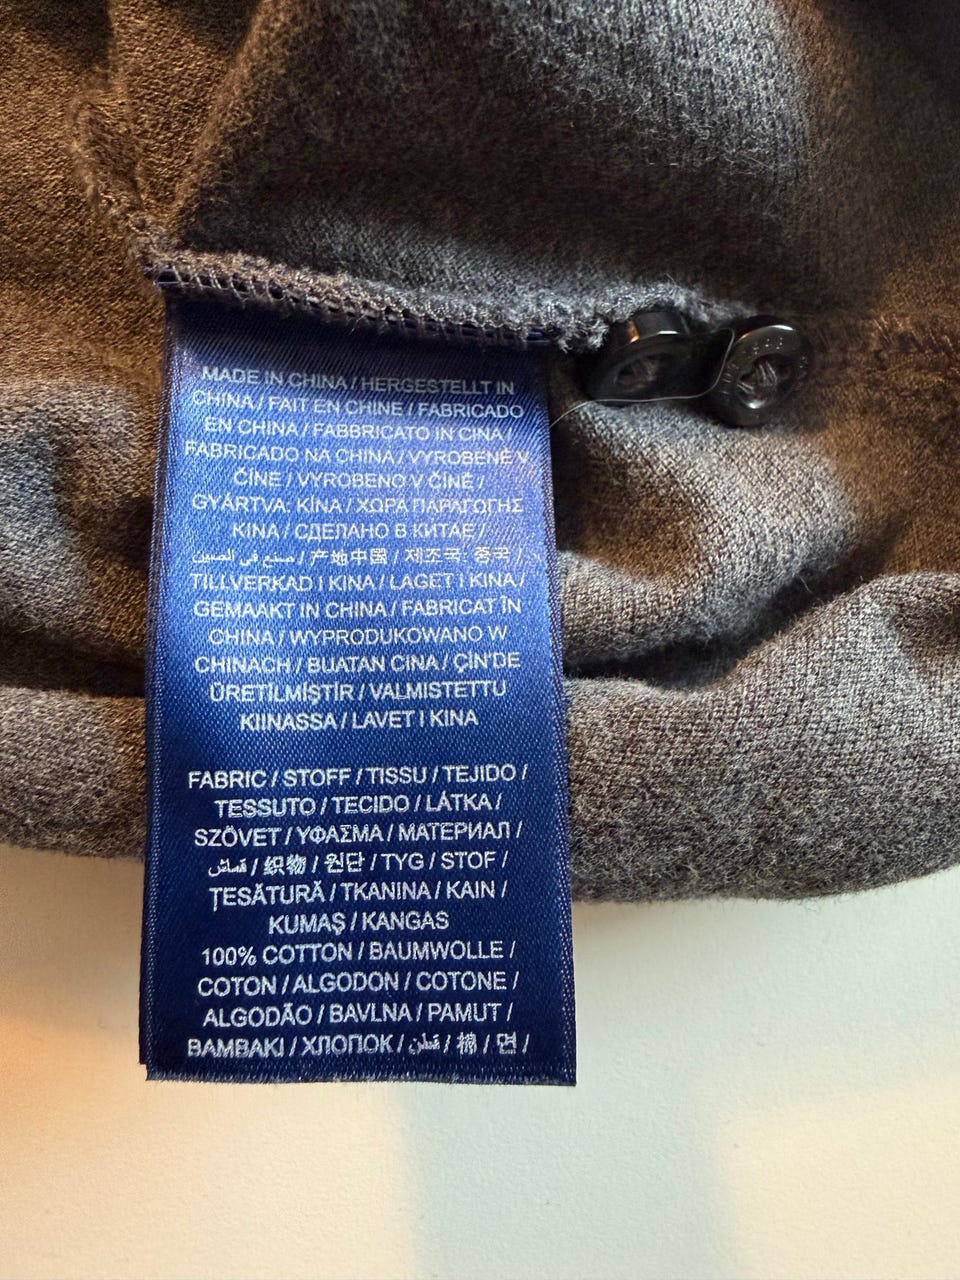 MADE IN CHINA / HERGESTELLT IN
CHINA / FAIT EN CHINE / FABRICADO
EN CHINA / FABBRICATO IN CINA /
FABRICADO NA CHINA / VYROBENÉ V
ČÍNE / VYROBENO V ČÍNĚ /
GYÁRTVA: KÍNA / ΧΩΡΑ ΠΑΡΑΓΩΓΗΣ
KINA / СДЕЛАНО В КИТАЕ /
صنع في الصين / 产地中国 / 제조국: 중국 /
TILLVERKAD I KINA / LAGET I KINA /
GEMAAKT IN CHINA / FABRICAT ÎN
CHINA / WYPRODUKOWANO W
CHINACH / BUATAN CINA / ÇİN'DE
ÜRETİLMİŞTİR / VALMISTETTU
KIINASSA / LAVET I KINA
FABRIC / STOFF / TISSU / TEJIDO /
TESSUTO / TECIDO / LÁTKA /
SZÖVET / ΥΦΑΣΜΑ / МАТЕРИАЛ /
قماش / 织物 / 원단 / TYG / STOF /
ŢESĂTURĂ / TKANINA / KAIN /
KUMAŞ / KANGAS
100% COTTON / BAUMWOLLE /
COTON / ALGODON / COTONE /
ALGODÃO / BAVLNA / PAMUT /
BAMBAKI / ХЛОПОК / قطن / 棉 / 면 /